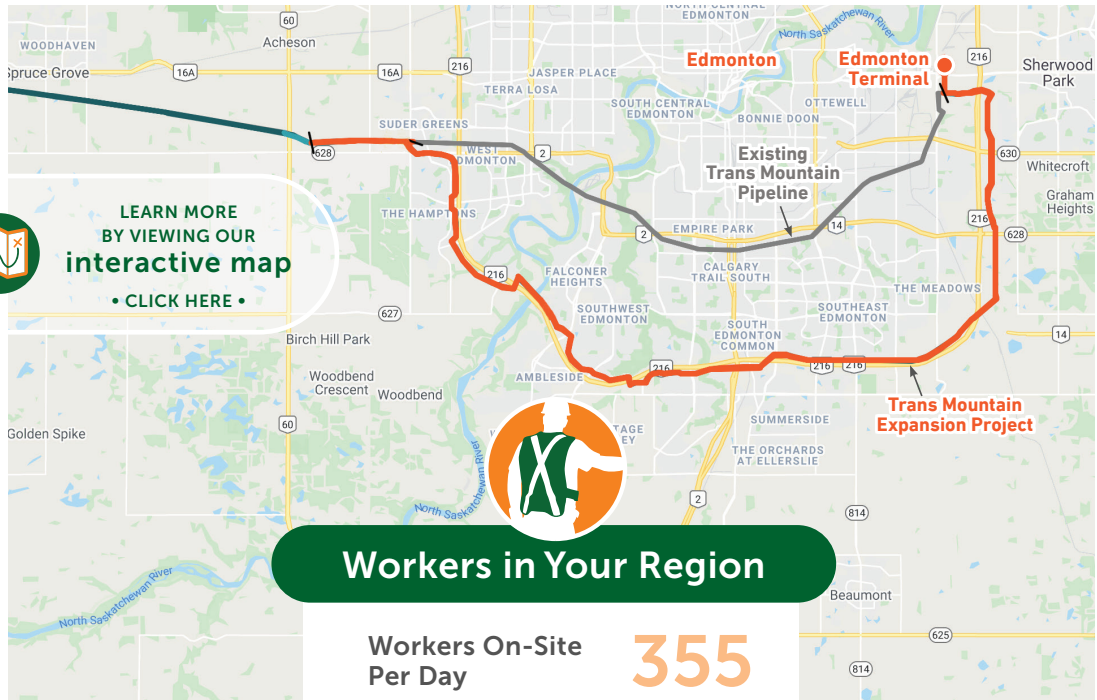 NORTH CENTRAL
EDMONTON
North Saskatchewan River
60
WOODHAVEN
Acheson
Spruce Grove
16A
16A
216
JASPER PLACE
TERRA LOSA
Edmonton
Edmonton
Terminal
216
Sherwood
Park
SOUTH CENTRAL
EDMONTON
OTTEWELL
BONNIE DOON
SUDER GREENS
628
WEST
EDMONTON
2
Existing
Trans Mountain
Pipeline
630
Whitecroft
Graham
Heights
LEARN MORE
BY VIEWING OUR
interactive map
• CLICK HERE •
THE HAMPTONS
2
EMPIRE PARK
14
216
628
216
FALCONER
HEIGHTS
CALGARY
TRAIL SOUTH
THE MEADOWS
627
SOUTHWEST
EDMONTON
SOUTHEAST
EDMONTON
Birch Hill Park
SOUTH
EDMONTON
COMMON
14
Woodbend
Crescent
Woodbend
AMBLESIDE
216
216
216
60
Golden Spike
Trans Mountain
Expansion Project
SUMMERSIDE
THE ORCHARDS
AT ELLERSLIE
North Saskatchewan River
2
814
Workers in Your Region
North Saskatchewan River
Beaumont
625
Workers On-Site
Per Day
355
814